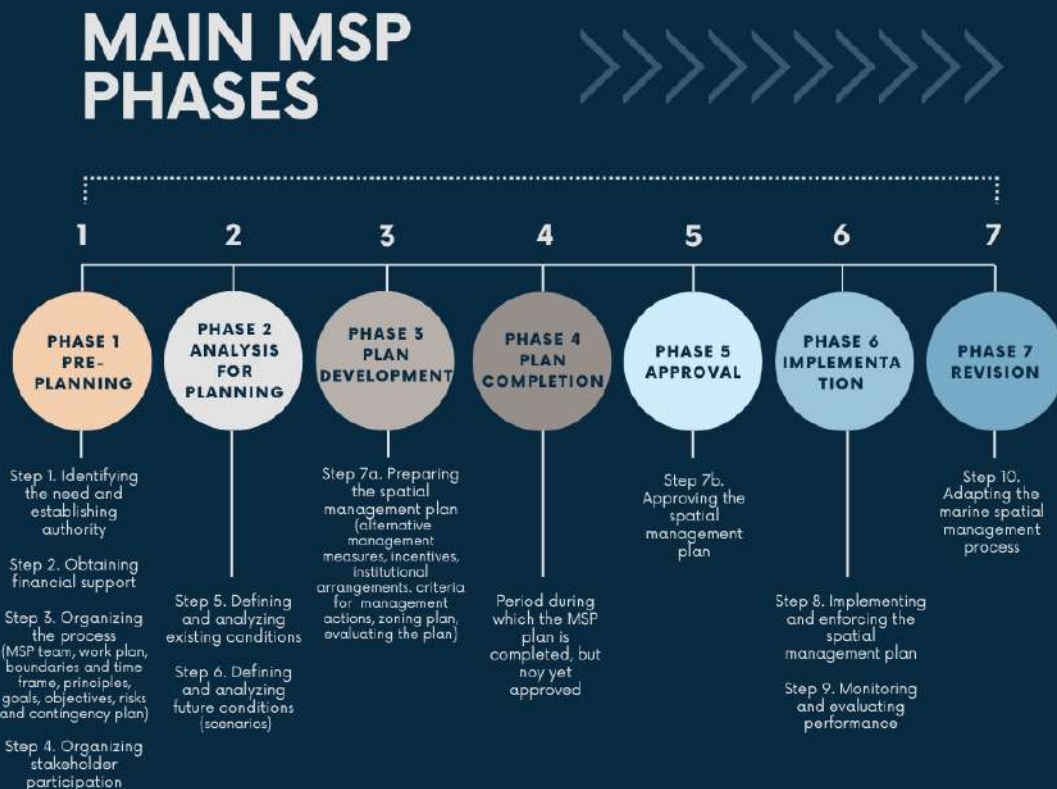 MAIN MSP
PHASES
1
2
3
4
5
6
7
PHASE 1
PRE-
PLANNING
PHASE 2
ANALYSIS
FOR
PLANNING
PHASE 3
PLAN
DEVELOPMENT
PHASE 4
PLAN
COMPLETION
PHASE 5
APPROVAL
PHASE 6
IMPLEMENTA
TION
PHASE 7
REVISION
Step 1. Identifying
the need and
establishing
authority
Step 2. Obtaining
financial support
Step 3. Organizing
the process
(MSP team, work plan,
boundaries and time
frame, principles,
goals, objectives, risks
and contingency plan)
Step 4. Organizing
stakeholder
participation
Step 5. Defining
and analyzing
existing conditions
Step 6. Defining
and analyzing
future conditions
(scenarios)
Step 7a. Preparing
the spatial
management plan
(alternative
management
measures, incentives,
institutional
arrangements. criteria
for management
actions, zoning plan,
evaluating the plan)
Period during
which the MSP
plan is
completed, but
noy yet
approved
Step 7b.
Approving the
spatial
management
plan
Step 8. Implementing
and enforcing the
spatial
management plan
Step 9. Monitoring
and evaluating
performance
Step 10.
Adapting the
marine spatial
management
process